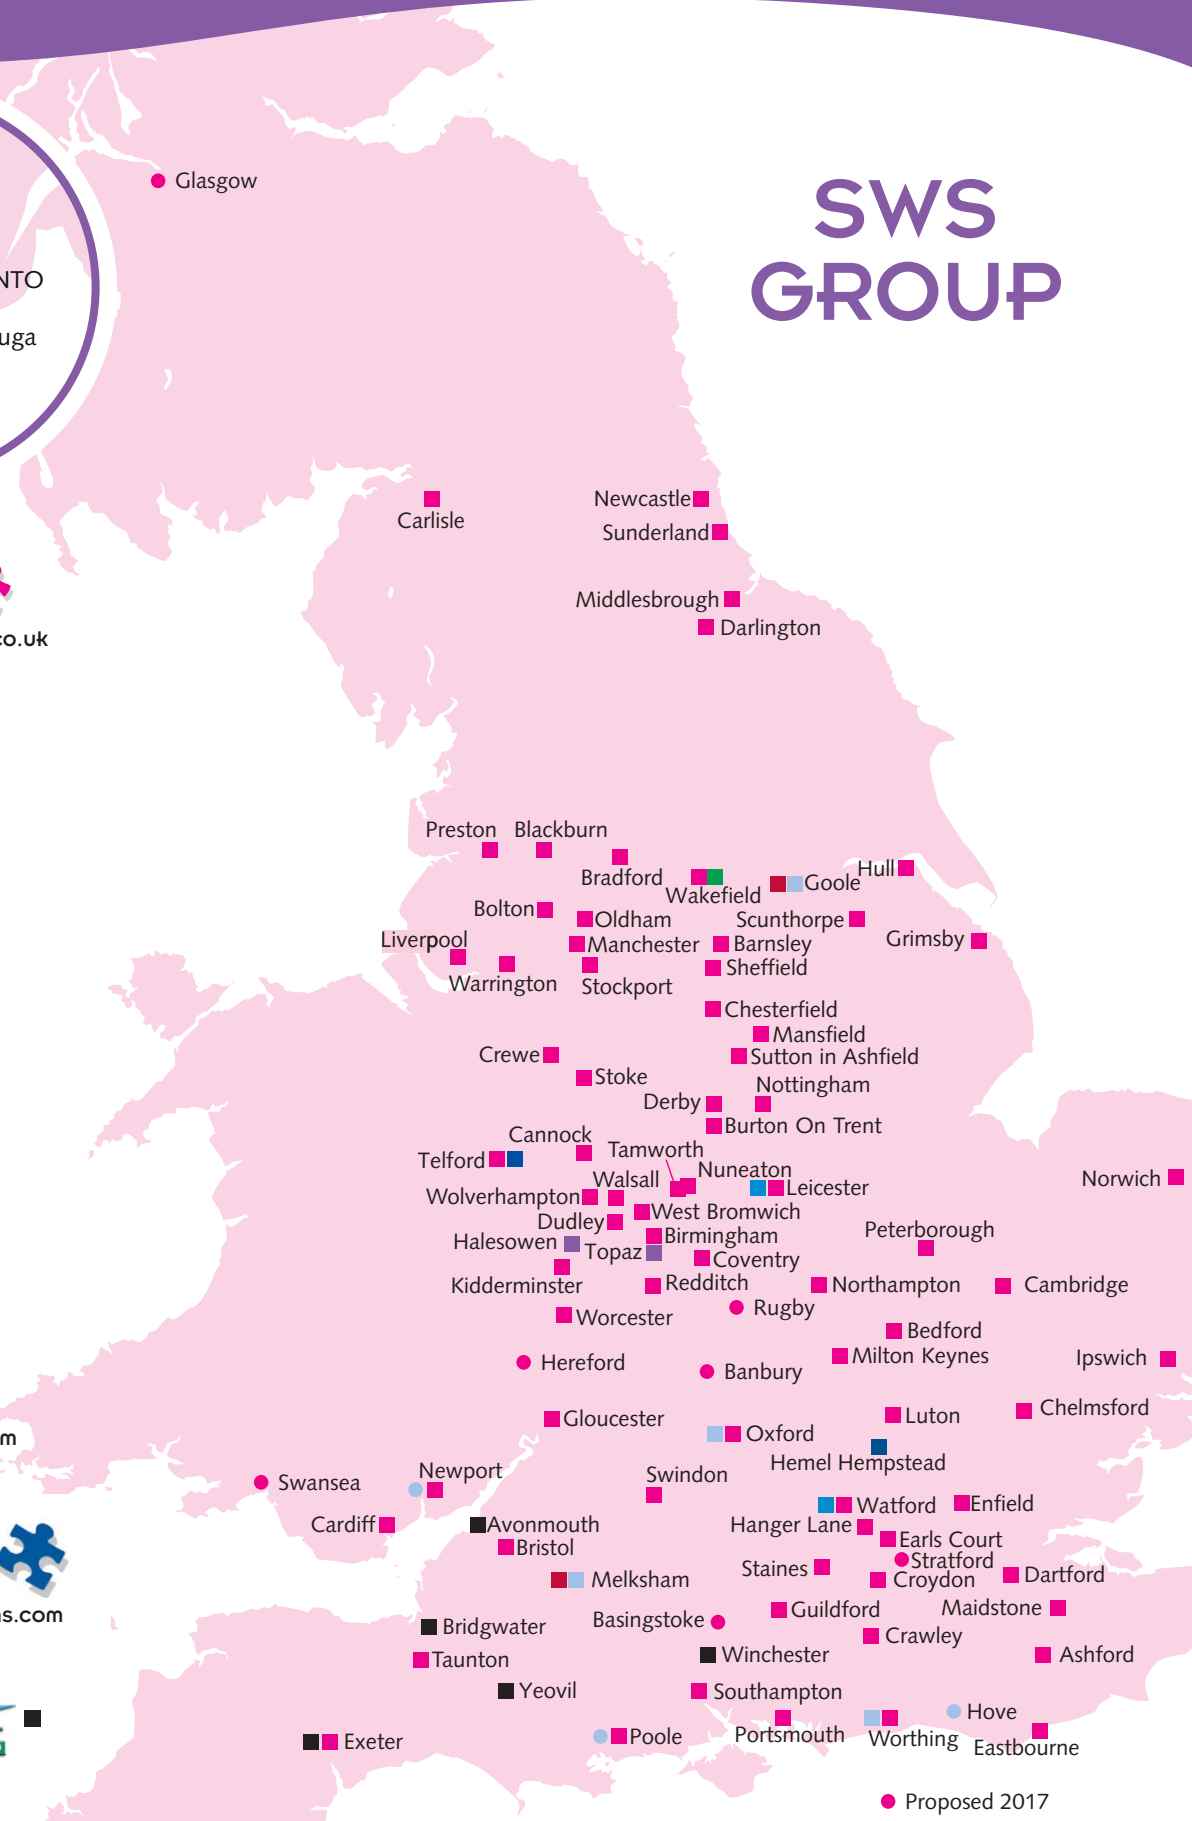 SWS
GROUP
Glasgow
NTO
uga
Newcastle
Carlisle
Sunderland
co.uk
Middlesbrough
Darlington
Preston
Blackburn
Bradford
Wakefield
Goole
Hull
Bolton
Oldham
Scunthorpe
Liverpool
Manchester
Barnsley
Grimsby
Warrington
Stockport
Sheffield
Chesterfield
Mansfield
Crewe
Sutton in Ashfield
Stoke
Nottingham
Derby
Burton On Trent
Cannock
Tamworth
Telford
Nuneaton
Walsall
Leicester
Norwich
Wolverhampton
West Bromwich
Dudley
Birmingham
Peterborough
Halesowen
Topaz
Coventry
Kidderminster
Redditch
Northampton
Cambridge
Rugby
Worcester
Bedford
Hereford
Banbury
Milton Keynes
Ipswich
Gloucester
Luton
Chelmsford
m
Oxford
Hemel Hempstead
Swansea
Newport
Swindon
Watford
Enfield
Cardiff
Avonmouth
Hanger Lane
Bristol
Earls Court
Stratford
Staines
Melksham
Croydon
Dartford
ns.com
Bridgwater
Basingstoke
Guildford
Maidstone
Crawley
Taunton
Winchester
Ashford
Yeovil
Southampton
Hove
Exeter
Poole
Portsmouth
Worthing
Eastbourne
Proposed 2017